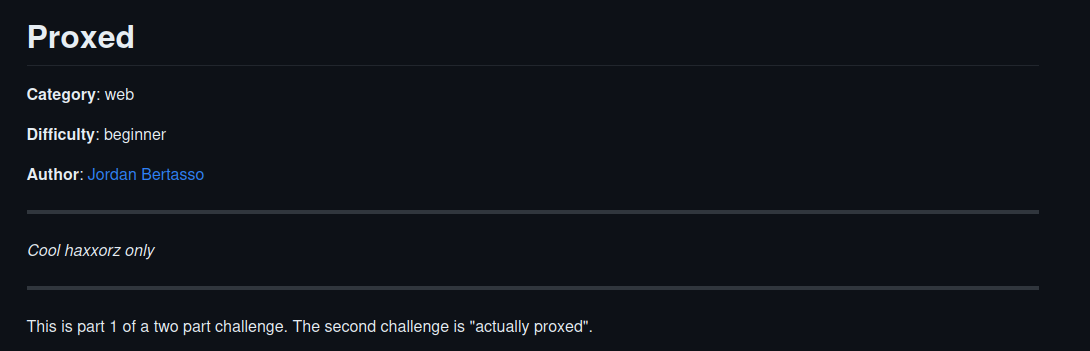 Proxed
Category: web
Difficulty: beginner
Author: Jordan Bertasso
Cool haxxorz only
This is part 1 of a two part challenge. The second challenge is "actually proxed".